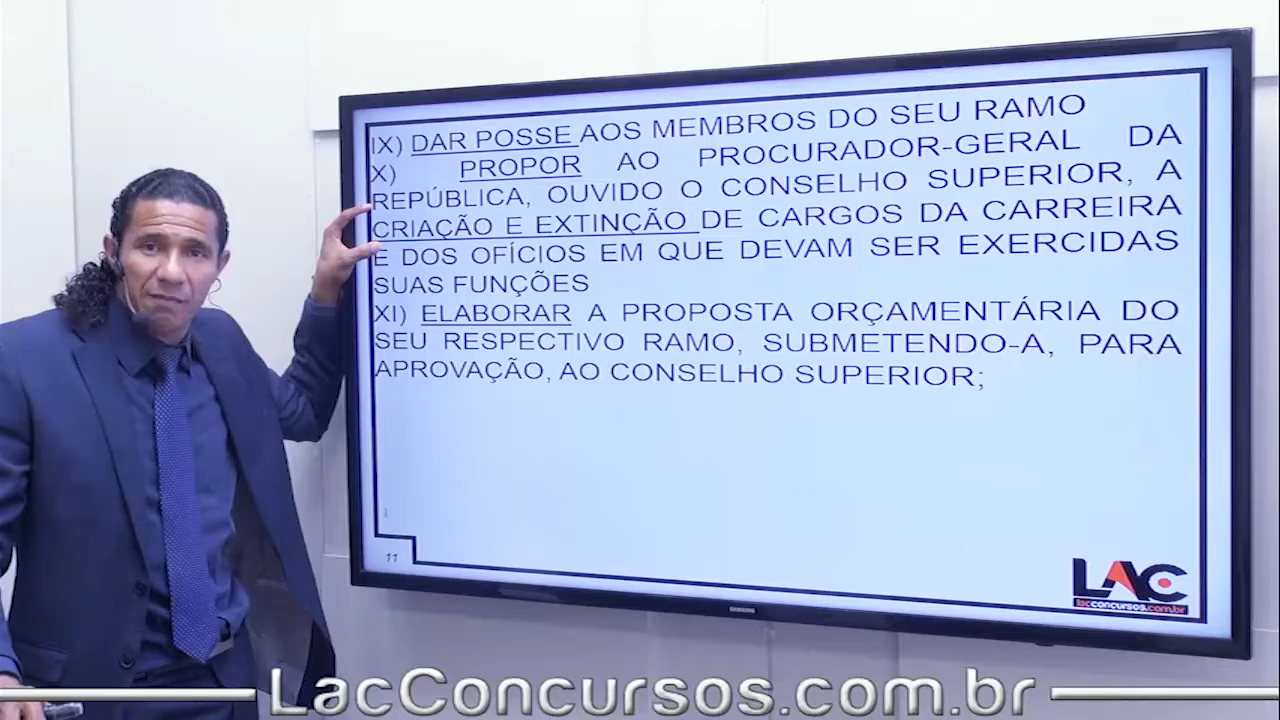 IX) DAR POSSE AOS MEMBROS DO SEU RAMO
X) PROPOR AO PROCURADOR-GERAL DA
REPÚBLICA, OUVIDO O CONSELHO SUPERIOR, A
CRIAÇÃO E EXTINÇÃO DE CARGOS DA CARREIRA
E DOS OFÍCIOS EM QUE DEVAM SER EXERCIDAS
SUAS FUNÇÕES
XI) ELABORAR A PROPOSTA ORÇAMENTÁRIA DO
SEU RESPECTIVO RAMO, SUBMETENDO-A, PARA
APROVAÇÃO, AO CONSELHO SUPERIOR;
11
LAC
lacconcursos.com.br
SAMSUNG
LacConcursos.com.br